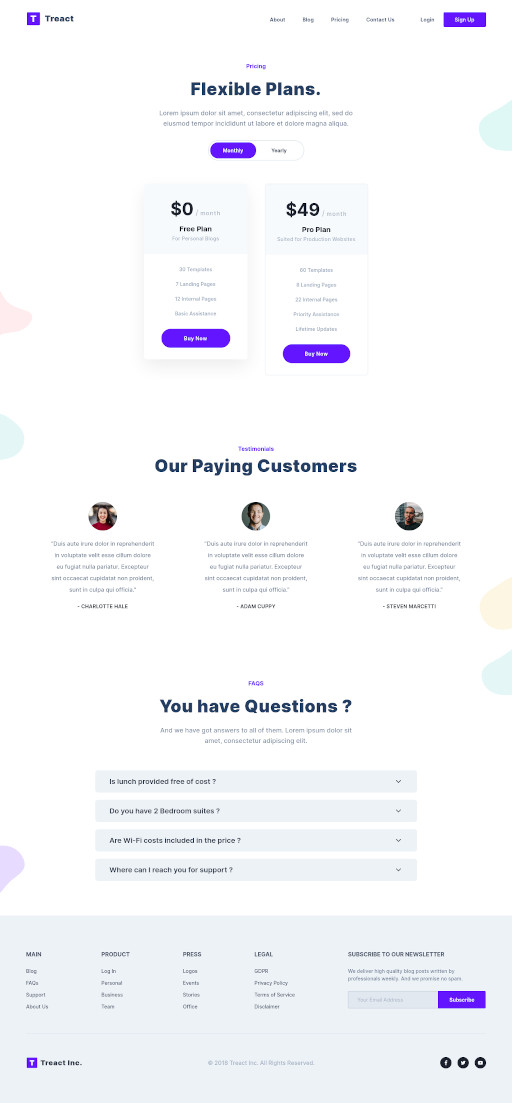 Treact
About
Blog
Pricing
Contact Us
Login
Sign Up
Pricing
Flexible Plans.
Lorem ipsum dolor sit amet, consectetur adipiscing elit, sed do
eiusmod tempor incididunt ut labore et dolore magna aliqua.
Monthly
Yearly
$0 / month
Free Plan
For Personal Blogs
30 Templates
7 Landing Pages
12 Internal Pages
Basic Assistance
Buy Now
$49 / month
Pro Plan
Suited for Production Websites
60 Templates
8 Landing Pages
22 Internal Pages
Priority Assistance
Lifetime Updates
Buy Now
Testimonials
Our Paying Customers
"Duis aute irure dolor in reprehenderit
in voluptate velit esse cillum dolore
eu fugiat nulla pariatur. Excepteur
sint occaecat cupidatat non proident,
sunt in culpa qui officia."
- CHARLOTTE HALE
"Duis aute irure dolor in reprehenderit
in voluptate velit esse cillum dolore
eu fugiat nulla pariatur. Excepteur
sint occaecat cupidatat non proident,
sunt in culpa qui officia."
- ADAM CUPPY
"Duis aute irure dolor in reprehenderit
in voluptate velit esse cillum dolore
eu fugiat nulla pariatur. Excepteur
sint occaecat cupidatat non proident,
sunt in culpa qui officia."
- STEVEN MARCETTI
FAQS
You have Questions ?
And we have got answers to all of them. Lorem ipsum dolor sit
amet, consectetur adipiscing elit.
Is lunch provided free of cost ?
Do you have 2 Bedroom suites ?
Are Wi-Fi costs included in the price ?
Where can I reach you for support ?
MAIN
Blog
FAQs
Support
About Us
PRODUCT
Log In
Personal
Business
Team
PRESS
Logos
Events
Stories
Office
LEGAL
GDPR
Privacy Policy
Terms of Service
Disclaimer
SUBSCRIBE TO OUR NEWSLETTER
We deliver high quality blog posts written by
professionals weekly. And we promise no spam.
Your Email Address
Subscribe
Treact Inc.
© 2019 Treact Inc. All Rights Reserved.